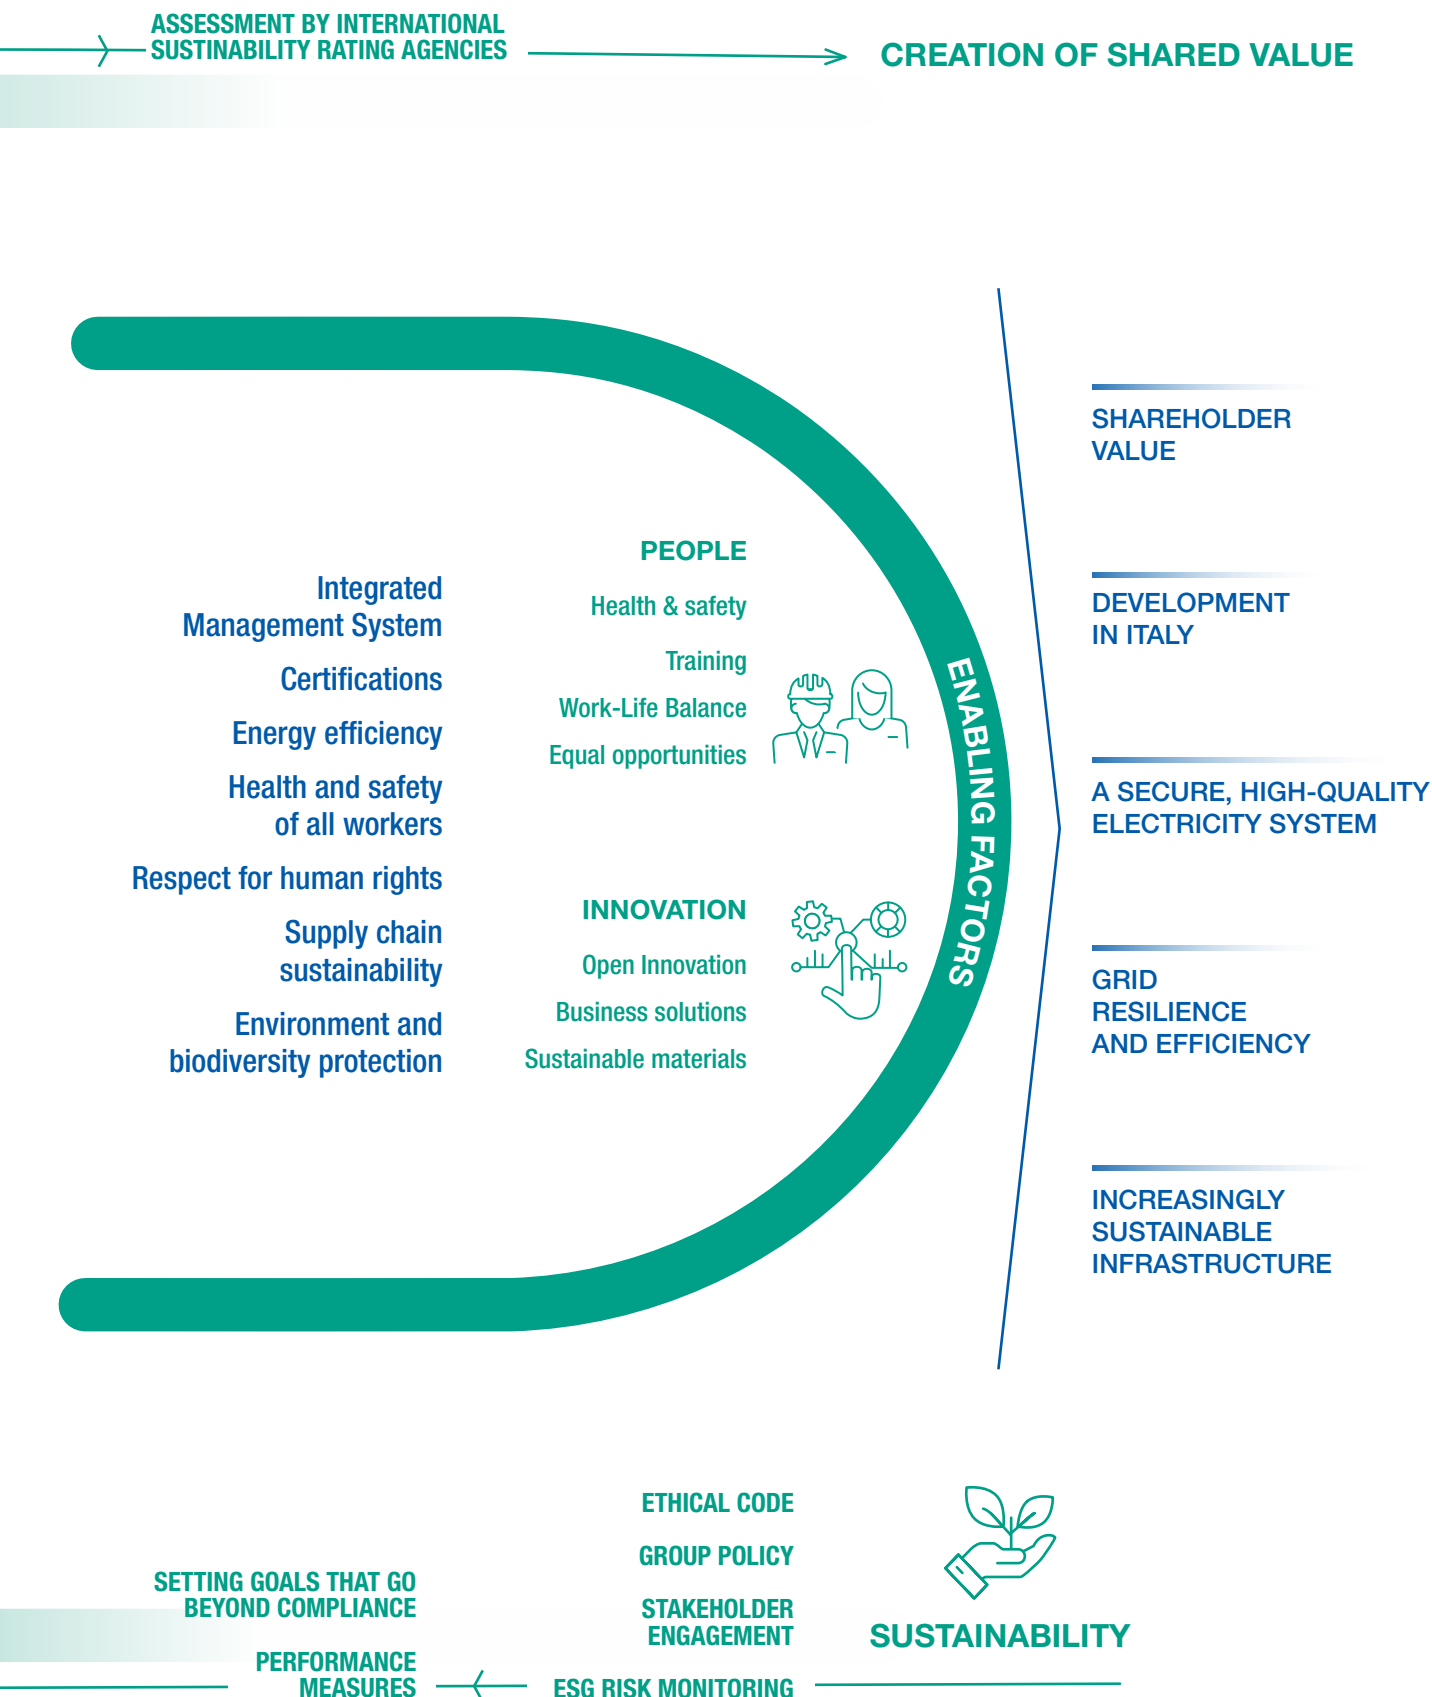 ASSESSMENT BY INTERNATIONAL
SUSTINABILITY RATING AGENCIES
CREATION OF SHARED VALUE
Integrated
Management System
Certifications
Energy efficiency
Health and safety
of all workers
Respect for human rights
Supply chain
sustainability
Environment and
biodiversity protection
PEOPLE
Health & safety
Training
Work-Life Balance
Equal opportunities
INNOVATION
Open Innovation
Business solutions
Sustainable materials
ENABLING FACTORS
SHAREHOLDER
VALUE
DEVELOPMENT
IN ITALY
A SECURE, HIGH-QUALITY
ELECTRICITY SYSTEM
GRID
RESILIENCE
AND EFFICIENCY
INCREASINGLY
SUSTAINABLE
INFRASTRUCTURE
SETTING GOALS THAT GO
BEYOND COMPLIANCE
PERFORMANCE
MEASURES
ETHICAL CODE
GROUP POLICY
STAKEHOLDER
ENGAGEMENT
ESG RISK MONITORING
SUSTAINABILITY